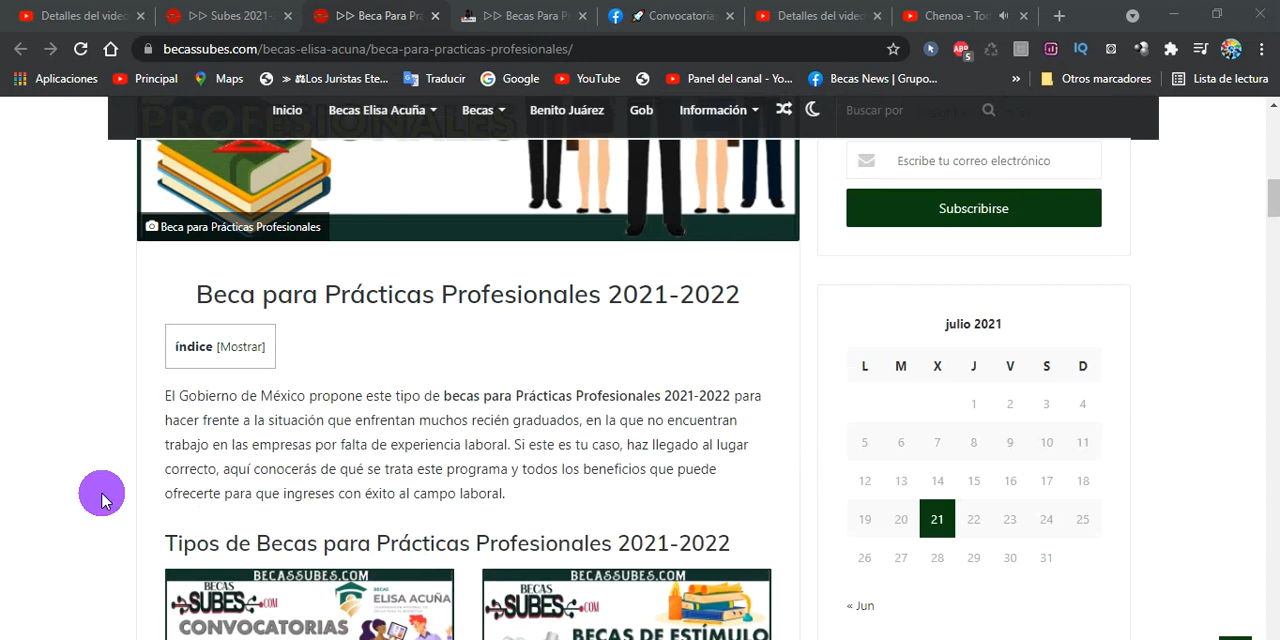 Detalles del vide
>> Subes 2021-
>> Beca Para Pr
>> Becas Para P
Convocatoria
Detalles del video
Chenoa - Too
becassubes.com/becas-elisa-acuna/beca-para-practicas-profesionales/
ABP
5
IQ
Aplicaciones
Principal
Maps
» ⚖Los Juristas Ete...
Traducir
Google
YouTube
Panel del canal - Yo...
Becas News | Grupo...
»
Otros marcadores
Lista de lectura
PROFESIONALES
Inicio
Becas Elisa Acuña
Becas
Benito Juárez
Gob
Información
Buscar por
Escribe tu correo electrónico
Subscribirse
Beca para Prácticas Profesionales
Beca para Prácticas Profesionales 2021-2022
índice [Mostrar]
El Gobierno de México propone este tipo de becas para Prácticas Profesionales 2021-2022 para
hacer frente a la situación que enfrentan muchos recién graduados, en la que no encuentran
trabajo en las empresas por falta de experiencia laboral. Si este es tu caso, haz llegado al lugar
correcto, aquí conocerás de qué se trata este programa y todos los beneficios que puede
ofrecerte para que ingreses con éxito al campo laboral.
Tipos de Becas para Prácticas Profesionales 2021-2022
BECASSUBES.COM
BECAS
SUBES.COM
BECAS
ELISA ACUÑA
CONVOCATORIAS
BECASSUBES.COM
BECAS
SUBES.COM
BECAS DE ESTÍMULO
julio 2021
L M X J V S D
1 2 3 4
5 6 7 8 9 10 11
12 13 14 15 16 17 18
19 20 21 22 23 24 25
26 27 28 29 30 31
« Jun